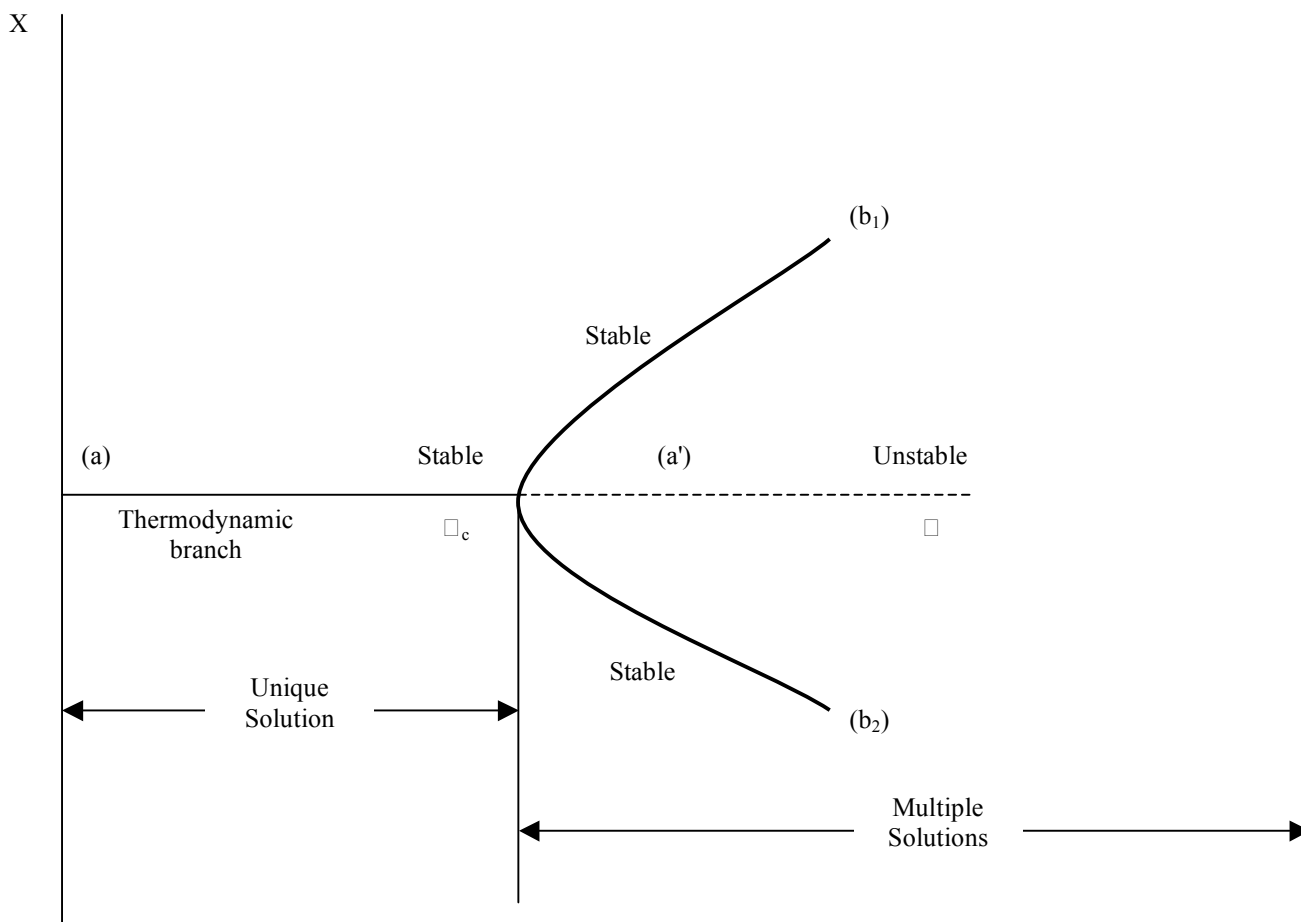 X
(b₁)
Stable
(a)
Stable
(a')
Unstable
Thermodynamic
branch
□c
□
Stable
Unique
Solution
(b₂)
Multiple
Solutions